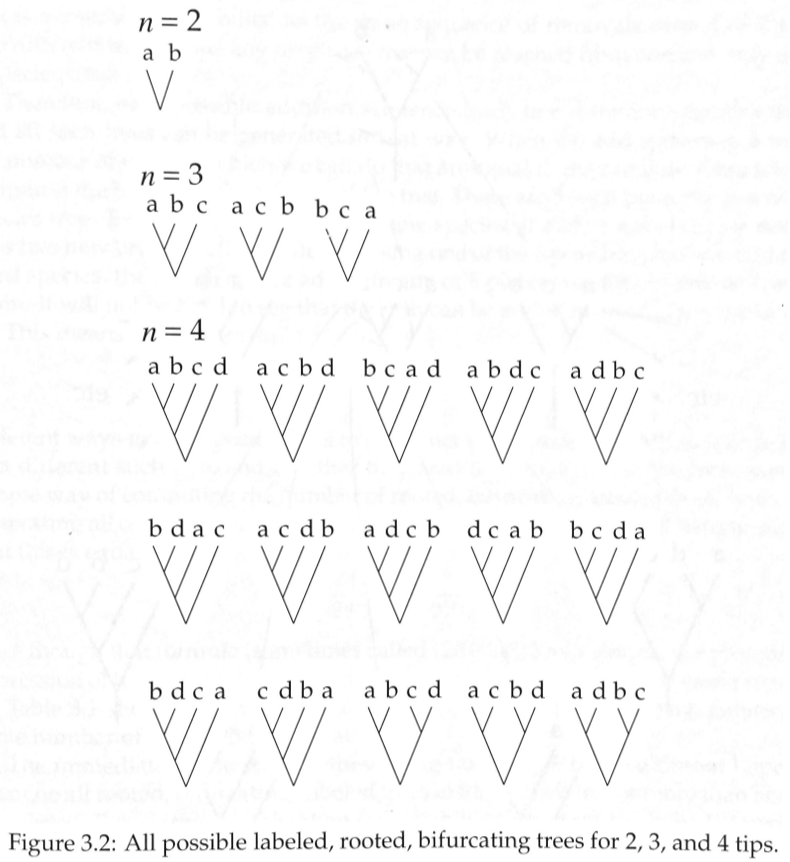 n = 2
a b
n = 3
a b c a c b b c a
n = 4
a b c d a c b d b c a d a b d c a d b c
b d a c a c d b a d c b d c a b b c d a
b d c a c d b a a b c d a c b d a d b c
Figure 3.2: All possible labeled, rooted, bifurcating trees for 2, 3, and 4 tips.